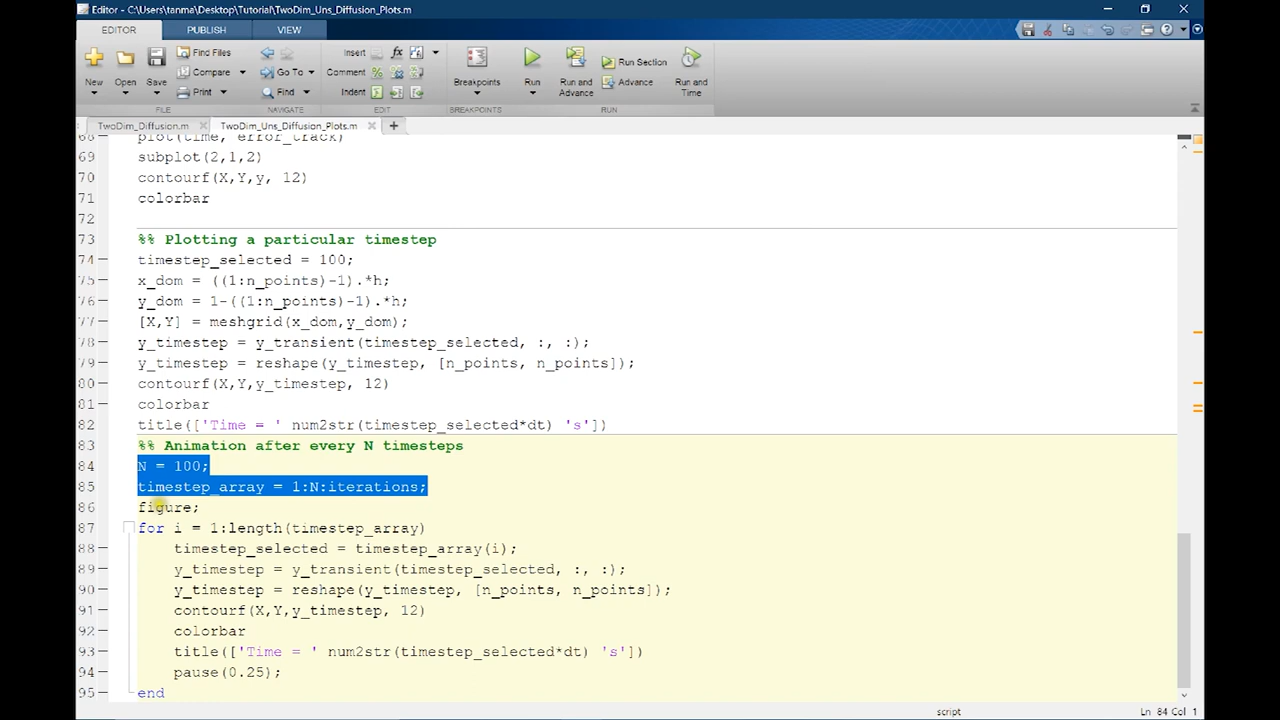 Editor - C:\Users\tanma\Desktop\Tutorial\TwoDim_Uns_Diffusion_Plots.m
EDITOR PUBLISH VIEW
New Open Save Find Files Compare Print Go To Find Insert fx Comment Indent Breakpoints Run Run and Advance Run Section Advance Run and Time
FILE NAVIGATE EDIT BREAKPOINTS RUN
TwoDim_Diffusion.m TwoDim_Uns_Diffusion_Plots.m
68 plot(time, error_track)
69 subplot(2,1,2)
70 contourf(X,Y,y, 12)
71 colorbar
72
73 %% Plotting a particular timestep
74 timestep_selected = 100;
75 x_dom = ((1:n_points)-1).*h;
76 y_dom = 1-((1:n_points)-1).*h;
77 [X,Y] = meshgrid(x_dom,y_dom);
78 y_timestep = y_transient(timestep_selected, :, :);
79 y_timestep = reshape(y_timestep, [n_points, n_points]);
80 contourf(X,Y,y_timestep, 12)
81 colorbar
82 title(['Time = ' num2str(timestep_selected*dt) 's'])
83 %% Animation after every N timesteps
84 N = 100;
85 timestep_array = 1:N:iterations;
86 figure;
87 for i = 1:length(timestep_array)
88 timestep_selected = timestep_array(i);
89 y_timestep = y_transient(timestep_selected, :, :);
90 y_timestep = reshape(y_timestep, [n_points, n_points]);
91 contourf(X,Y,y_timestep, 12)
92 colorbar
93 title(['Time = ' num2str(timestep_selected*dt) 's'])
94 pause(0.25);
95 end
script Ln 84 Col 1